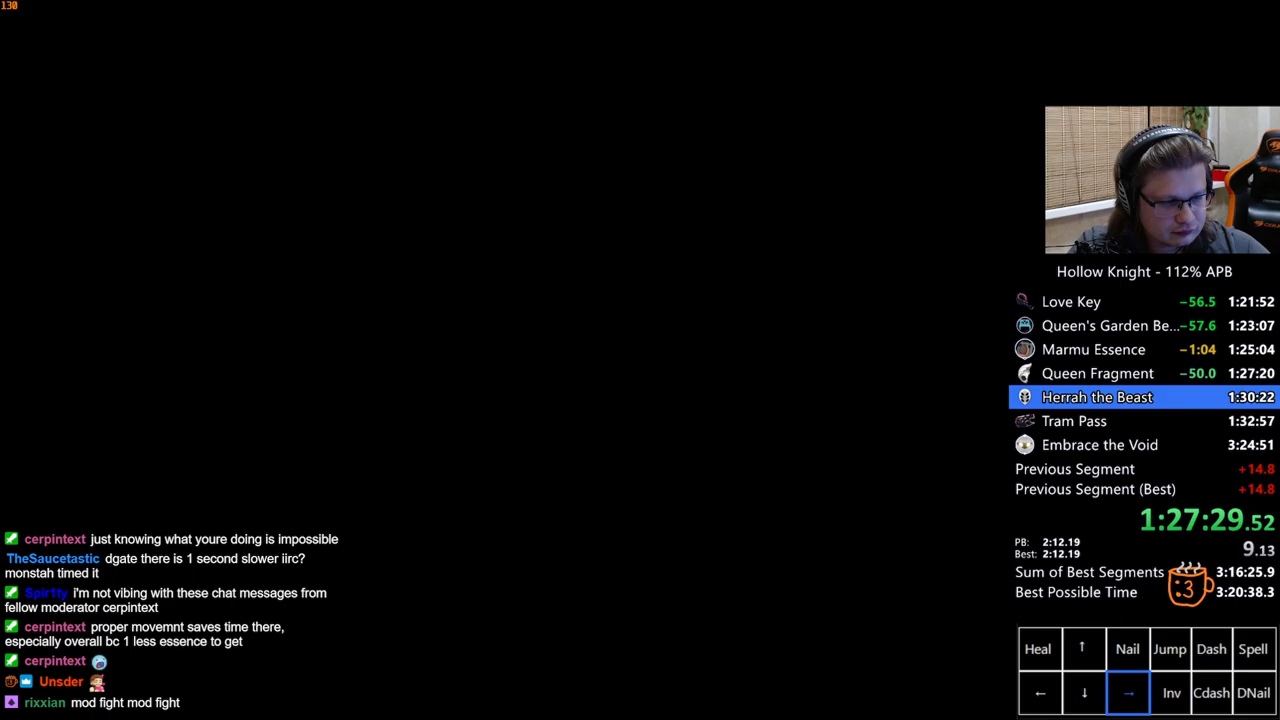 130
Hollow Knight - 112% APB
Love Key -56.5 1:21:52
Queen's Garden Be... -57.6 1:23:07
Marmu Essence -1:04 1:25:04
Queen Fragment -50.0 1:27:20
Herrah the Beast 1:30:22
Tram Pass 1:32:57
Embrace the Void 3:24:51
Previous Segment +14.8
Previous Segment (Best) +14.8
1:27:29.52
PB: 2:12.19 9.13
Best: 2:12.19
Sum of Best Segments 3:16:25.9
Best Possible Time 3:20:38.3
Heal ↑ Nail Jump Dash Spell
← ↓ → Inv Cdash DNail
cerpintext just knowing what youre doing is impossible
TheSaucetastic dgate there is 1 second slower iirc?
monstah timed it
Spir1ty i'm not vibing with these chat messages from
fellow moderator cerpintext
cerpintext proper movemnt saves time there,
especially overall bc 1 less essence to get
cerpintext
Unsder
rixxian mod fight mod fight